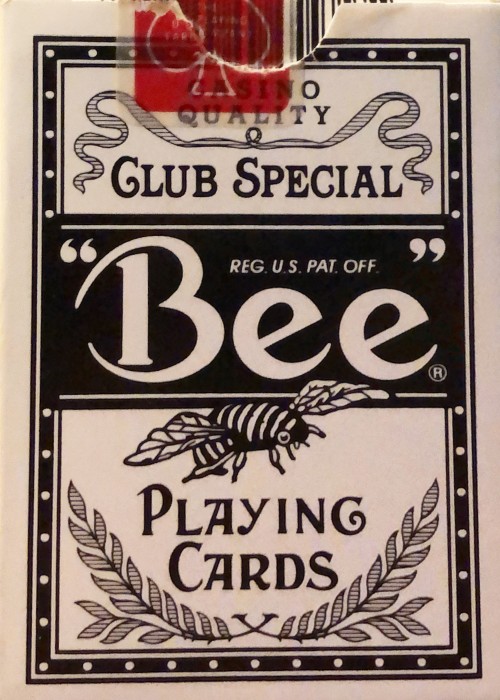 CASINO
QUALITY
CLUB SPECIAL
“Bee”
REG. U.S. PAT. OFF.
®
PLAYING
CARDS